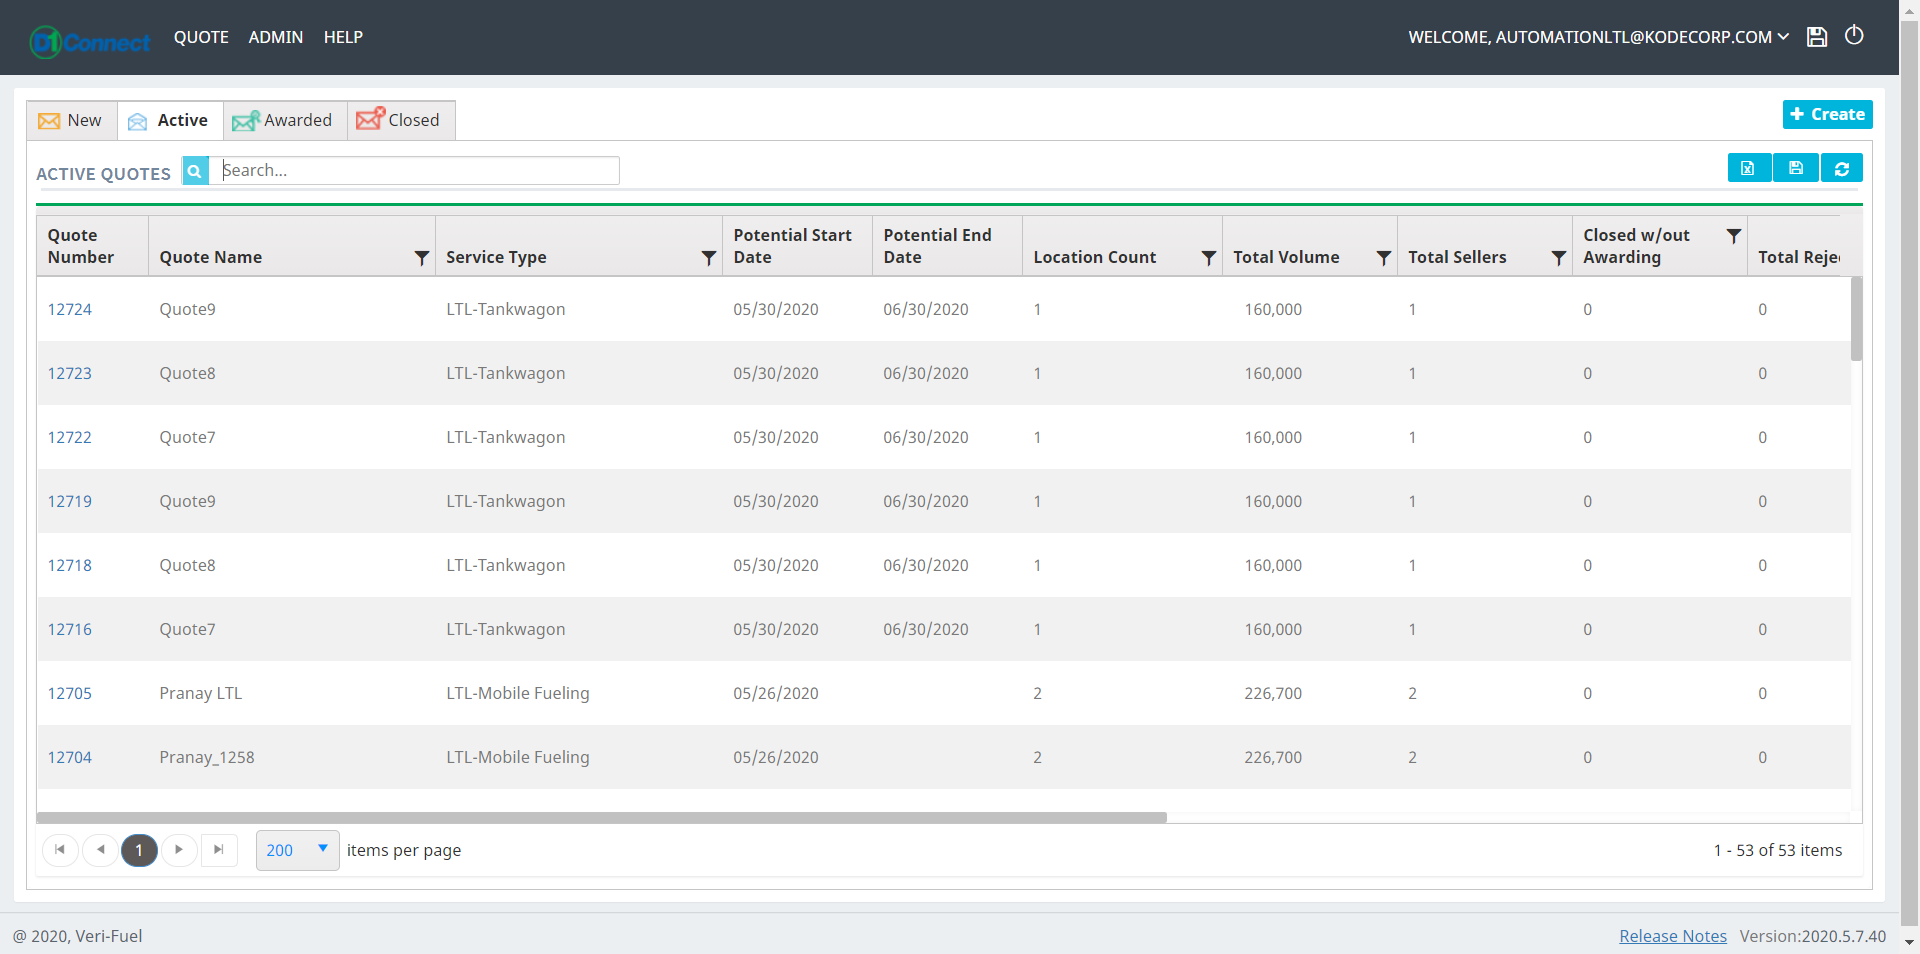 D1 Connect QUOTE ADMIN HELP WELCOME, AUTOMATIONLTL@KODECORP.COM
New Active Awarded Closed + Create
ACTIVE QUOTES Search...
Quote Number Quote Name Service Type Potential Start Date Potential End Date Location Count Total Volume Total Sellers Closed w/out Awarding Total Rejec
12724 Quote9 LTL-Tankwagon 05/30/2020 06/30/2020 1 160,000 1 0 0
12723 Quote8 LTL-Tankwagon 05/30/2020 06/30/2020 1 160,000 1 0 0
12722 Quote7 LTL-Tankwagon 05/30/2020 06/30/2020 1 160,000 1 0 0
12719 Quote9 LTL-Tankwagon 05/30/2020 06/30/2020 1 160,000 1 0 0
12718 Quote8 LTL-Tankwagon 05/30/2020 06/30/2020 1 160,000 1 0 0
12716 Quote7 LTL-Tankwagon 05/30/2020 06/30/2020 1 160,000 1 0 0
12705 Pranay LTL LTL-Mobile Fueling 05/26/2020 2 226,700 2 0 0
12704 Pranay_1258 LTL-Mobile Fueling 05/26/2020 2 226,700 2 0 0
1 200 items per page 1 - 53 of 53 items
@ 2020, Veri-Fuel Release Notes Version:2020.5.7.40